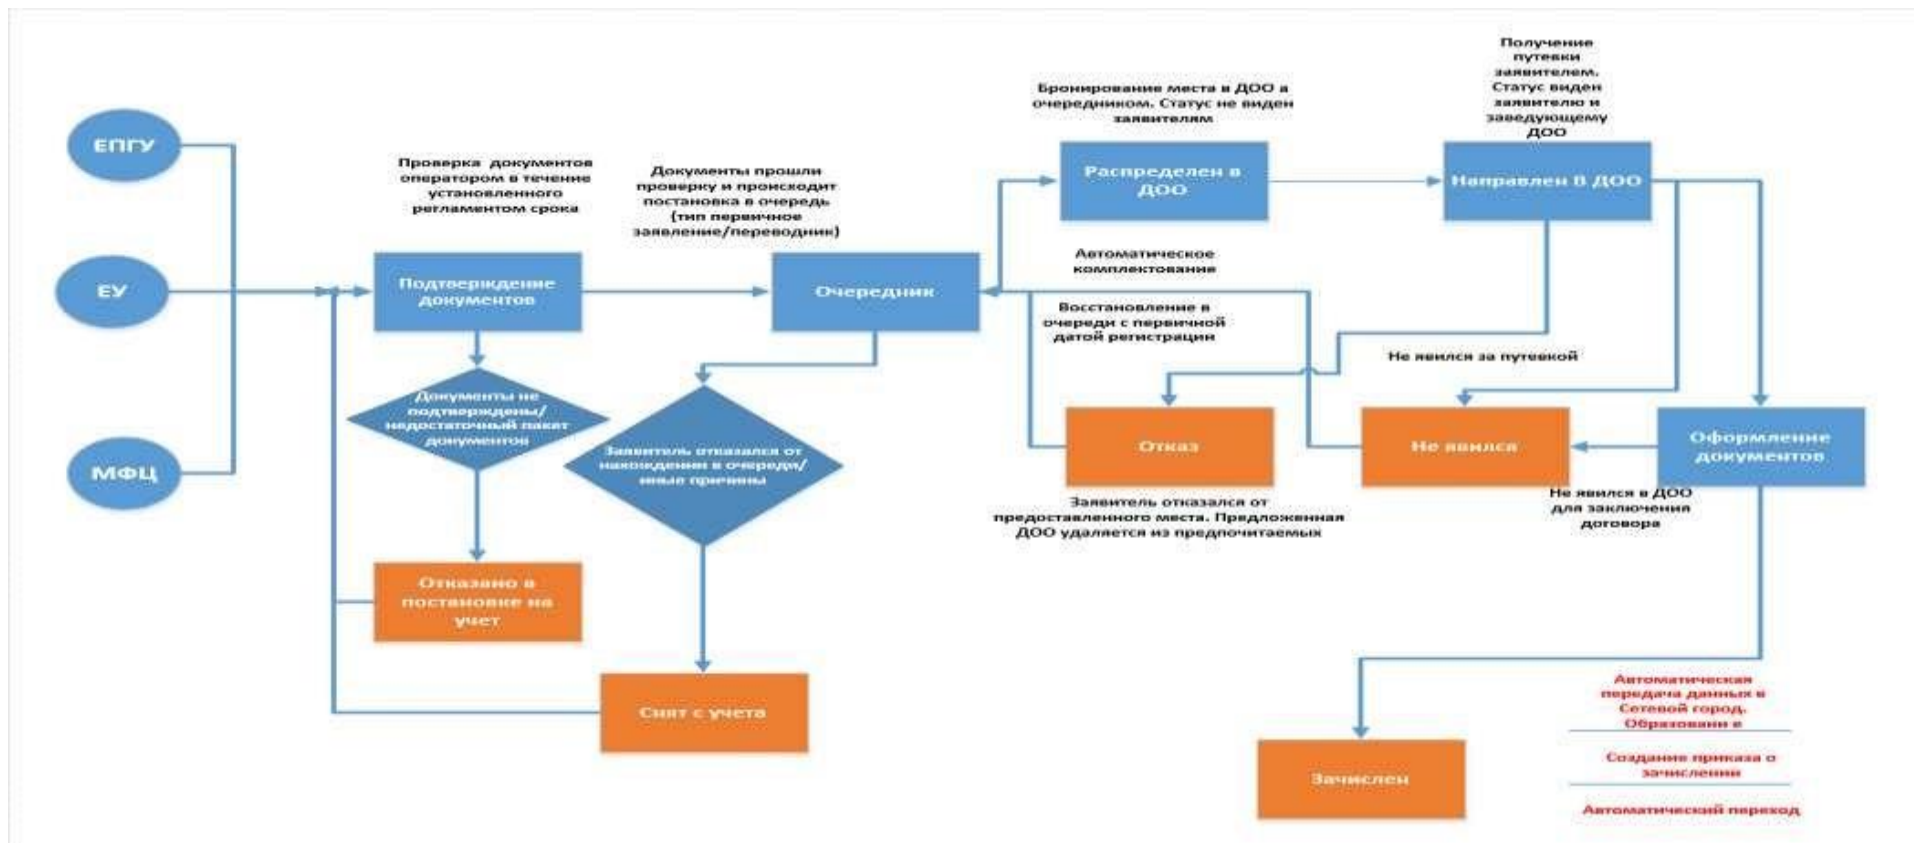 Получение
путевки
заявителем.
Статус виден
заявителю и
заведующему
ДОО
Бронирование места в ДОО а
очередником. Статус не виден
заявителям
ЕПГУ
Проверка документов
оператором в течение
установленного
регламентом срока
Документы прошли
проверку и происходит
постановка в очередь
(тип первичное
заявление/переводник)
Распределен в
ДОО
Направлен В ДОО
ЕУ
Подтверждение
документов
Очередник
Автоматическое
комплектование
Восстановление в
очереди с первичной
датой регистрации
Не явился за путевкой
Документы не
подтверждены/
недостаточный пакет
документов
Заявитель отказался от
нахождения в очереди/
иные причины
МФЦ
Отказ
Не явился
Оформление
документов
Заявитель отказался от
предоставленного места. Предложенная
ДОО удаляется из предпочитаемых
Не явился в ДОО
для заключения
договора
Отказано в
постановке на
учет
Снят с учета
Зачислен
Автоматическая
передача данных в
Сетевой город.
Образовани е
Создание приказа о
зачислении
Автоматический переход